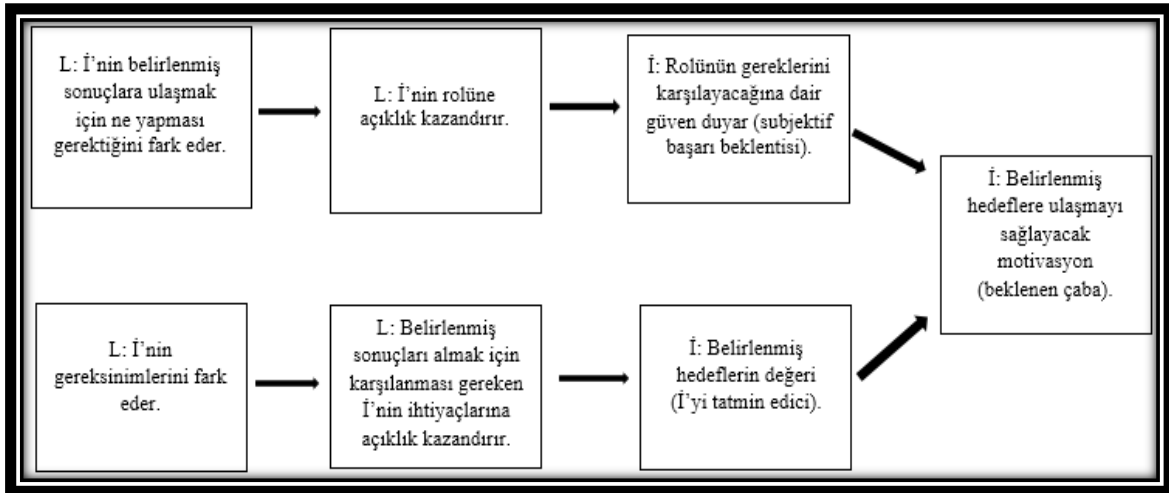 L: İ’nin belirlenmiş
sonuçlara ulaşmak
için ne yapması
gerektiğini fark eder.
L: İ’nin rolüne
açıklık kazandırır.
İ: Rolünün gereklerini
karşılayacağına dair
güven duyar (subjektif
başarı beklentisi).
İ: Belirlenmiş
hedeflere ulaşmayı
sağlayacak
motivasyon
(beklenen çaba).
L: İ’nin
gereksinimlerini fark
eder.
L: Belirlenmiş
sonuçları almak için
karşılanması gereken
İ’nin ihtiyaçlarına
açıklık kazandırır.
İ: Belirlenmiş
hedeflerin değeri
(İ’yi tatmin edici).